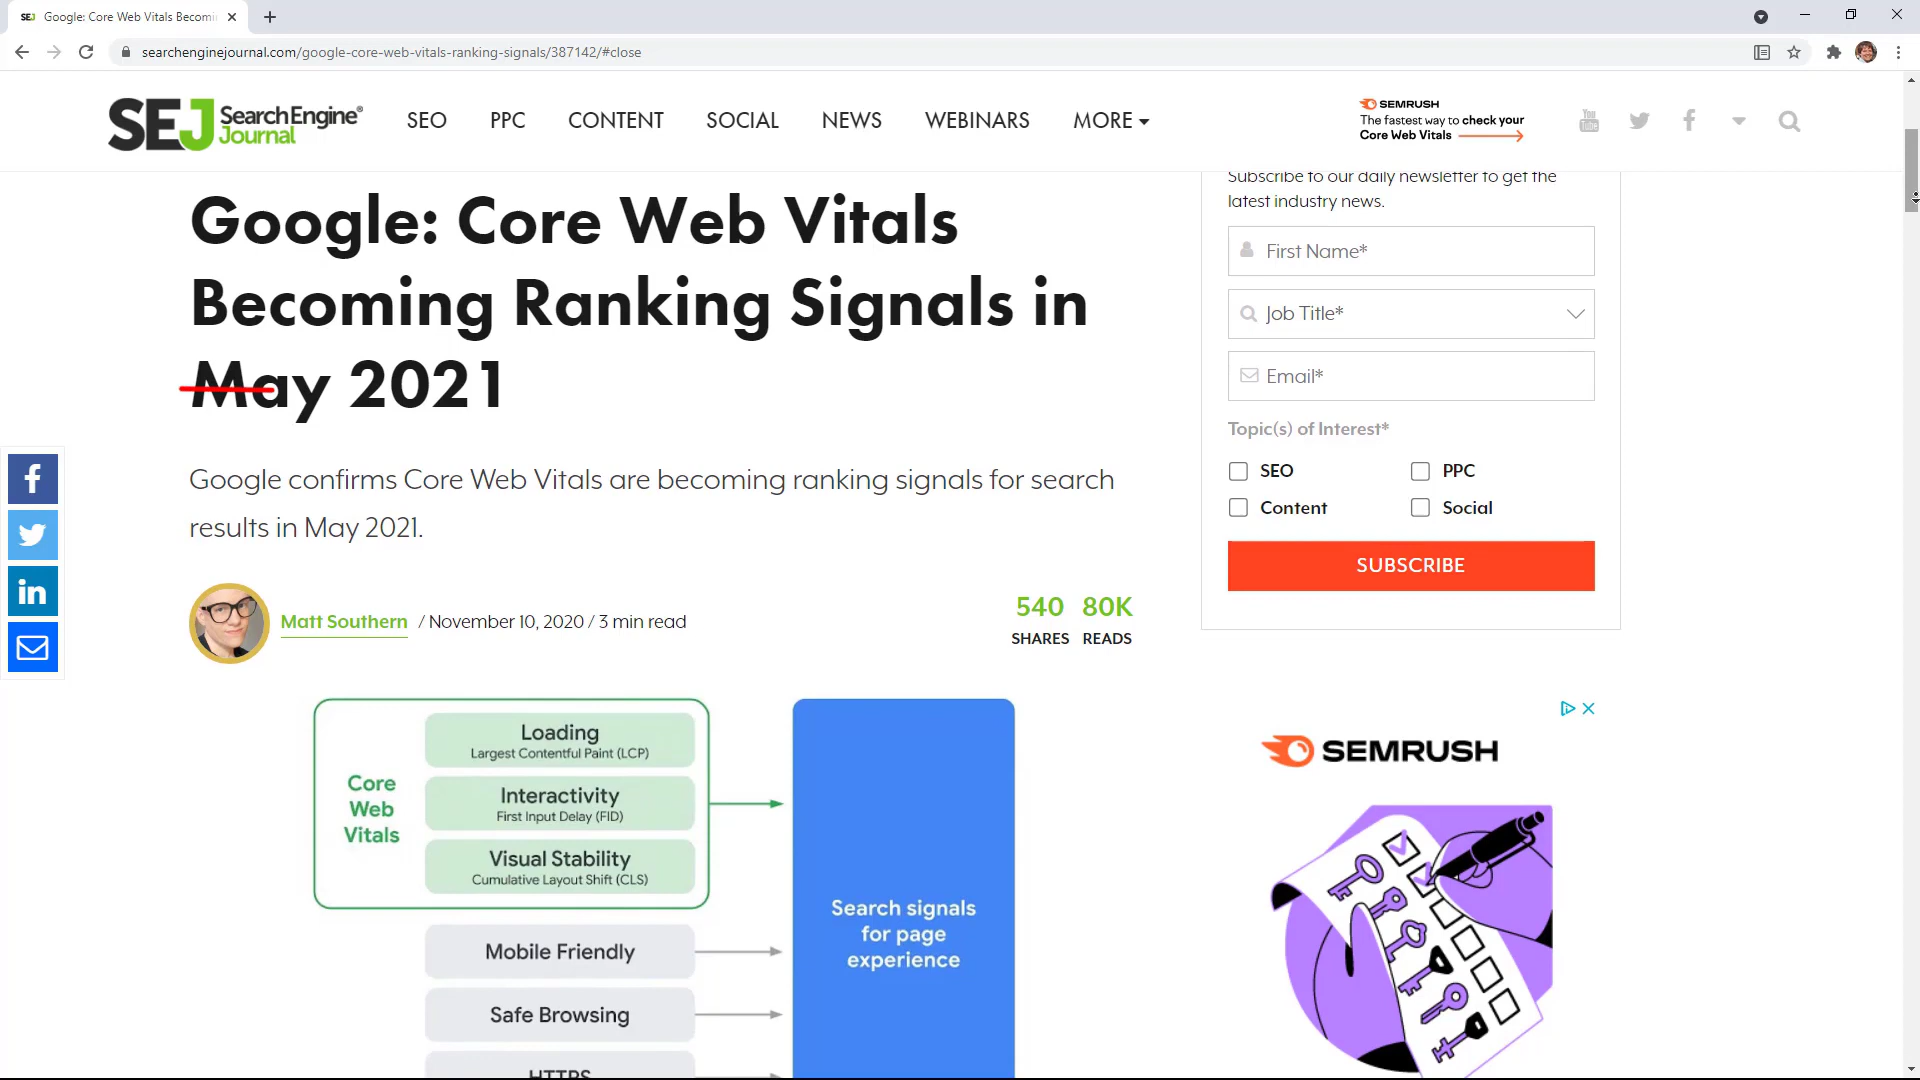 SEJ Google: Core Web Vitals Becomi
searchenginejournal.com/google-core-web-vitals-ranking-signals/387142/#close
SEJ Search Engine® Journal
SEO PPC CONTENT SOCIAL NEWS WEBINARS MORE
SEMRUSH
The fastest way to check your
Core Web Vitals
You Tube
Google: Core Web Vitals
Becoming Ranking Signals in
May 2021
Google confirms Core Web Vitals are becoming ranking signals for search
results in May 2021.
Matt Southern / November 10, 2020 / 3 min read
540 80K
SHARES READS
Subscribe to our daily newsletter to get the
latest industry news.
First Name*
Job Title*
Email*
Topic(s) of Interest*
SEO PPC
Content Social
SUBSCRIBE
Core
Web
Vitals
Loading
Largest Contentful Paint (LCP)
Interactivity
First Input Delay (FID)
Visual Stability
Cumulative Layout Shift (CLS)
Mobile Friendly
Safe Browsing
HTTPS
Search signals
for page
experience
SEMRUSH